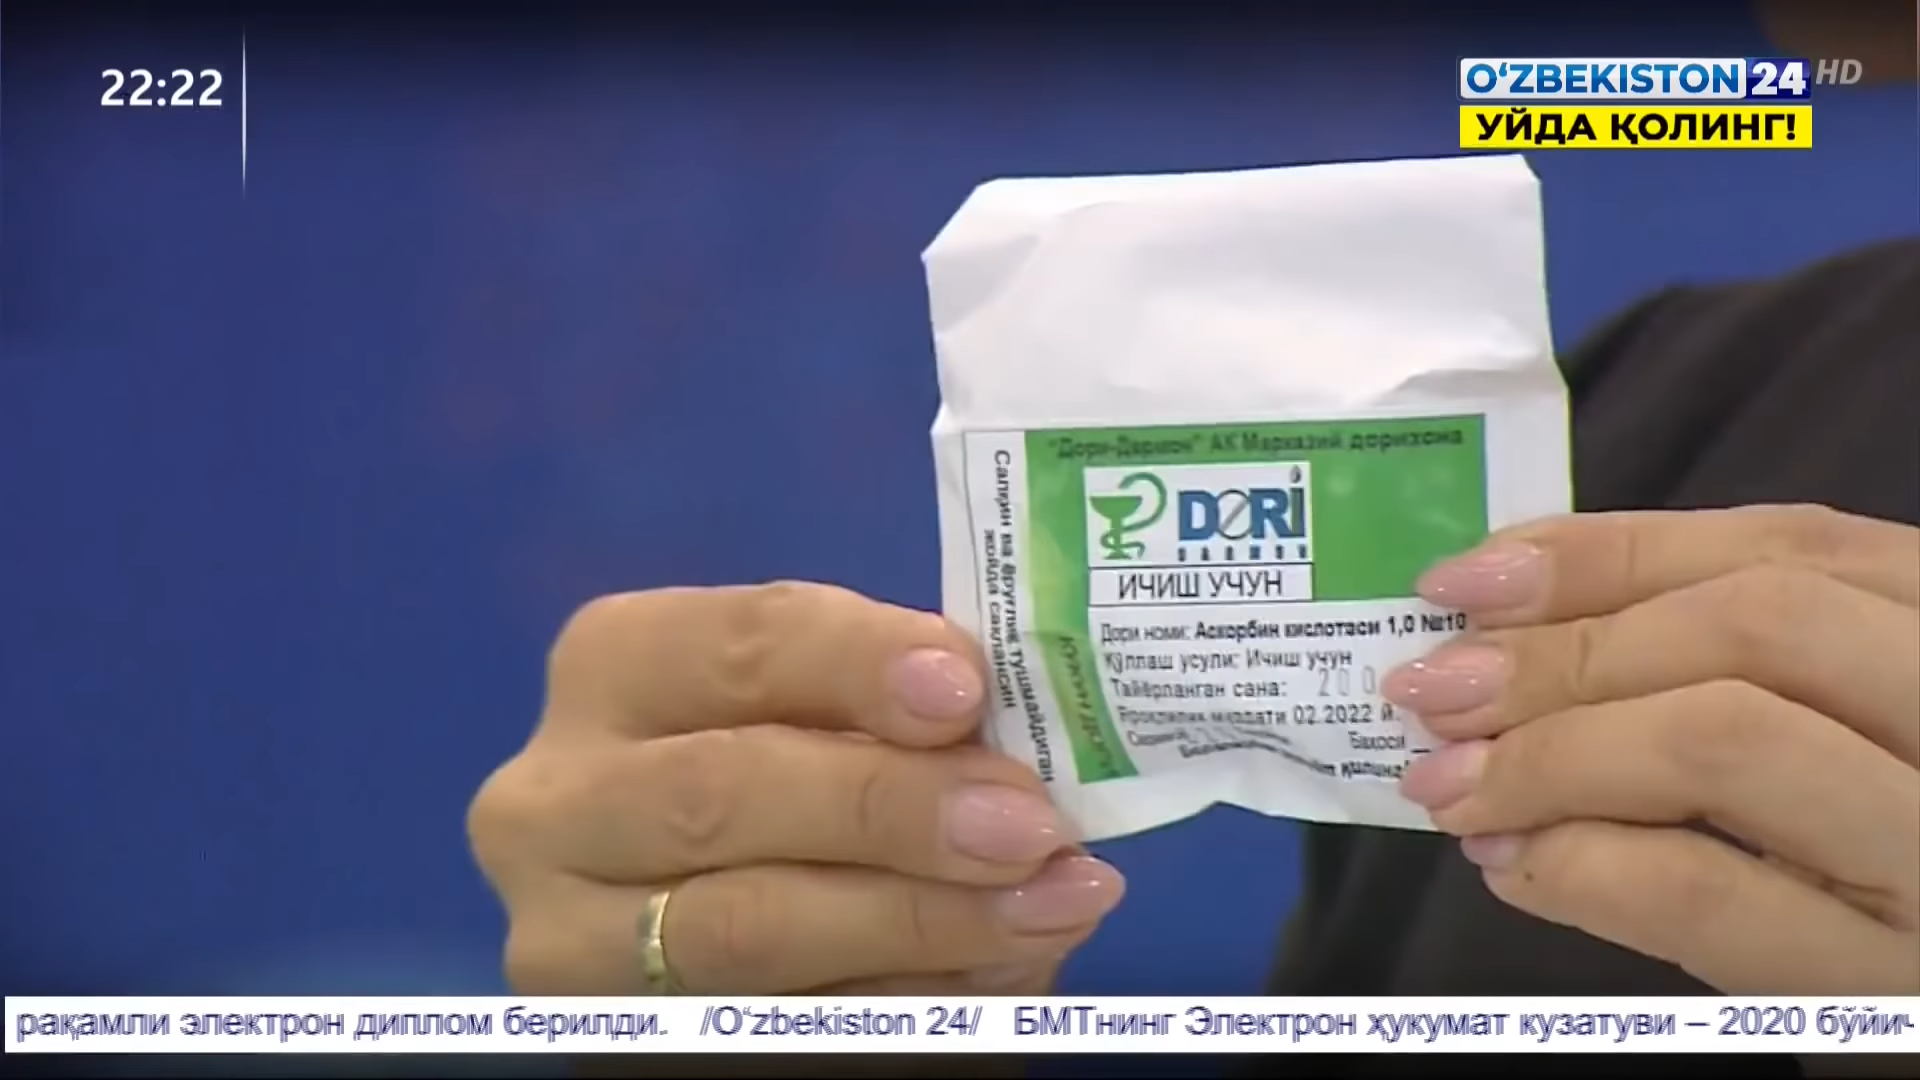 22:22
O‘ZBEKISTON 24 HD
УЙДА ҚОЛИНГ!
"Дори-Дармон" АК Марказий дорихона
DORI
DARMON
ИЧИШ УЧУН
Дори номи: Аскорбин кислотаси 1,0 №10
Қўллаш усули: Ичиш учун
Тайёрланган сана: 200
Яроқлилик муддати 02.2022 й.
Баҳоси
Салқин ва ёруғлик тушмайдиган
жойда сақлансин
рақамли электрон диплом берилди. /O‘zbekiston 24/ БМТнинг Электрон ҳукумат кузатуви – 2020 бўйич